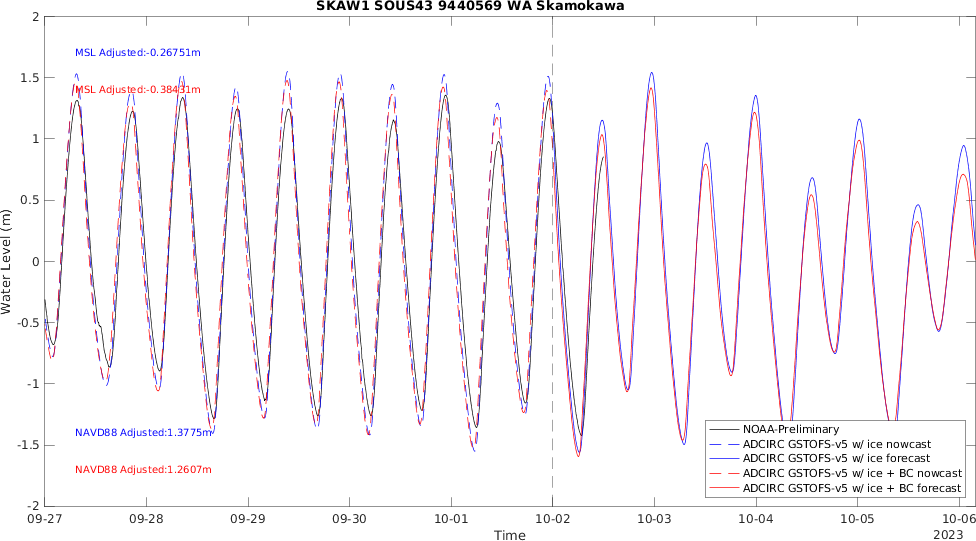 SKAW1 SOUS43 9440569 WA Skamokawa
2
1.5
1
0.5
0
-0.5
-1
-1.5
-2
Water Level (m)
MSL Adjusted:-0.26751m
MSL Adjusted:-0.38431m
NAVD88 Adjusted:1.3775m
NAVD88 Adjusted:1.2607m
NOAA-Preliminary
ADCIRC GSTOFS-v5 w/ ice nowcast
ADCIRC GSTOFS-v5 w/ ice forecast
ADCIRC GSTOFS-v5 w/ ice + BC nowcast
ADCIRC GSTOFS-v5 w/ ice + BC forecast
09-27 09-28 09-29 09-30 10-01 10-02 10-03 10-04 10-05 10-06
Time
2023